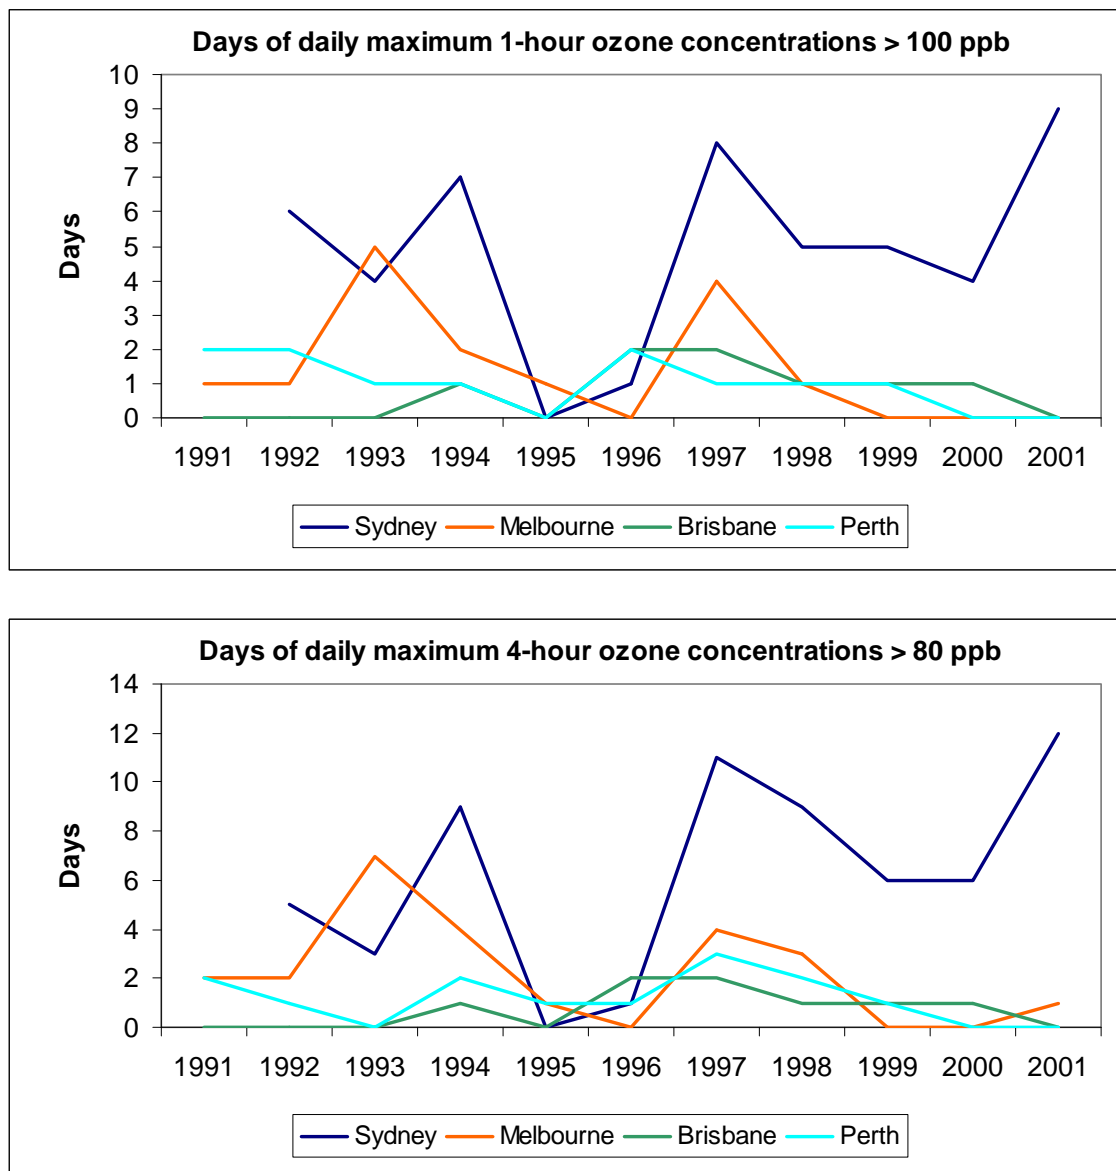 Days of daily maximum 1-hour ozone concentrations > 100 ppb
10
9
8
7
6
5
4
3
2
1
0
Days
1991 1992 1993 1994 1995 1996 1997 1998 1999 2000 2001
Sydney Melbourne Brisbane Perth
Days of daily maximum 4-hour ozone concentrations > 80 ppb
14
12
10
8
6
4
2
0
Days
1991 1992 1993 1994 1995 1996 1997 1998 1999 2000 2001
Sydney Melbourne Brisbane Perth